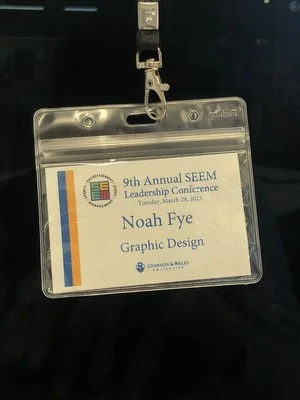 9th Annual SEEM
Leadership Conference
Tuesday, March 28, 2023
Noah Fye
Graphic Design
JOHNSON & WALES
UNIVERSITY